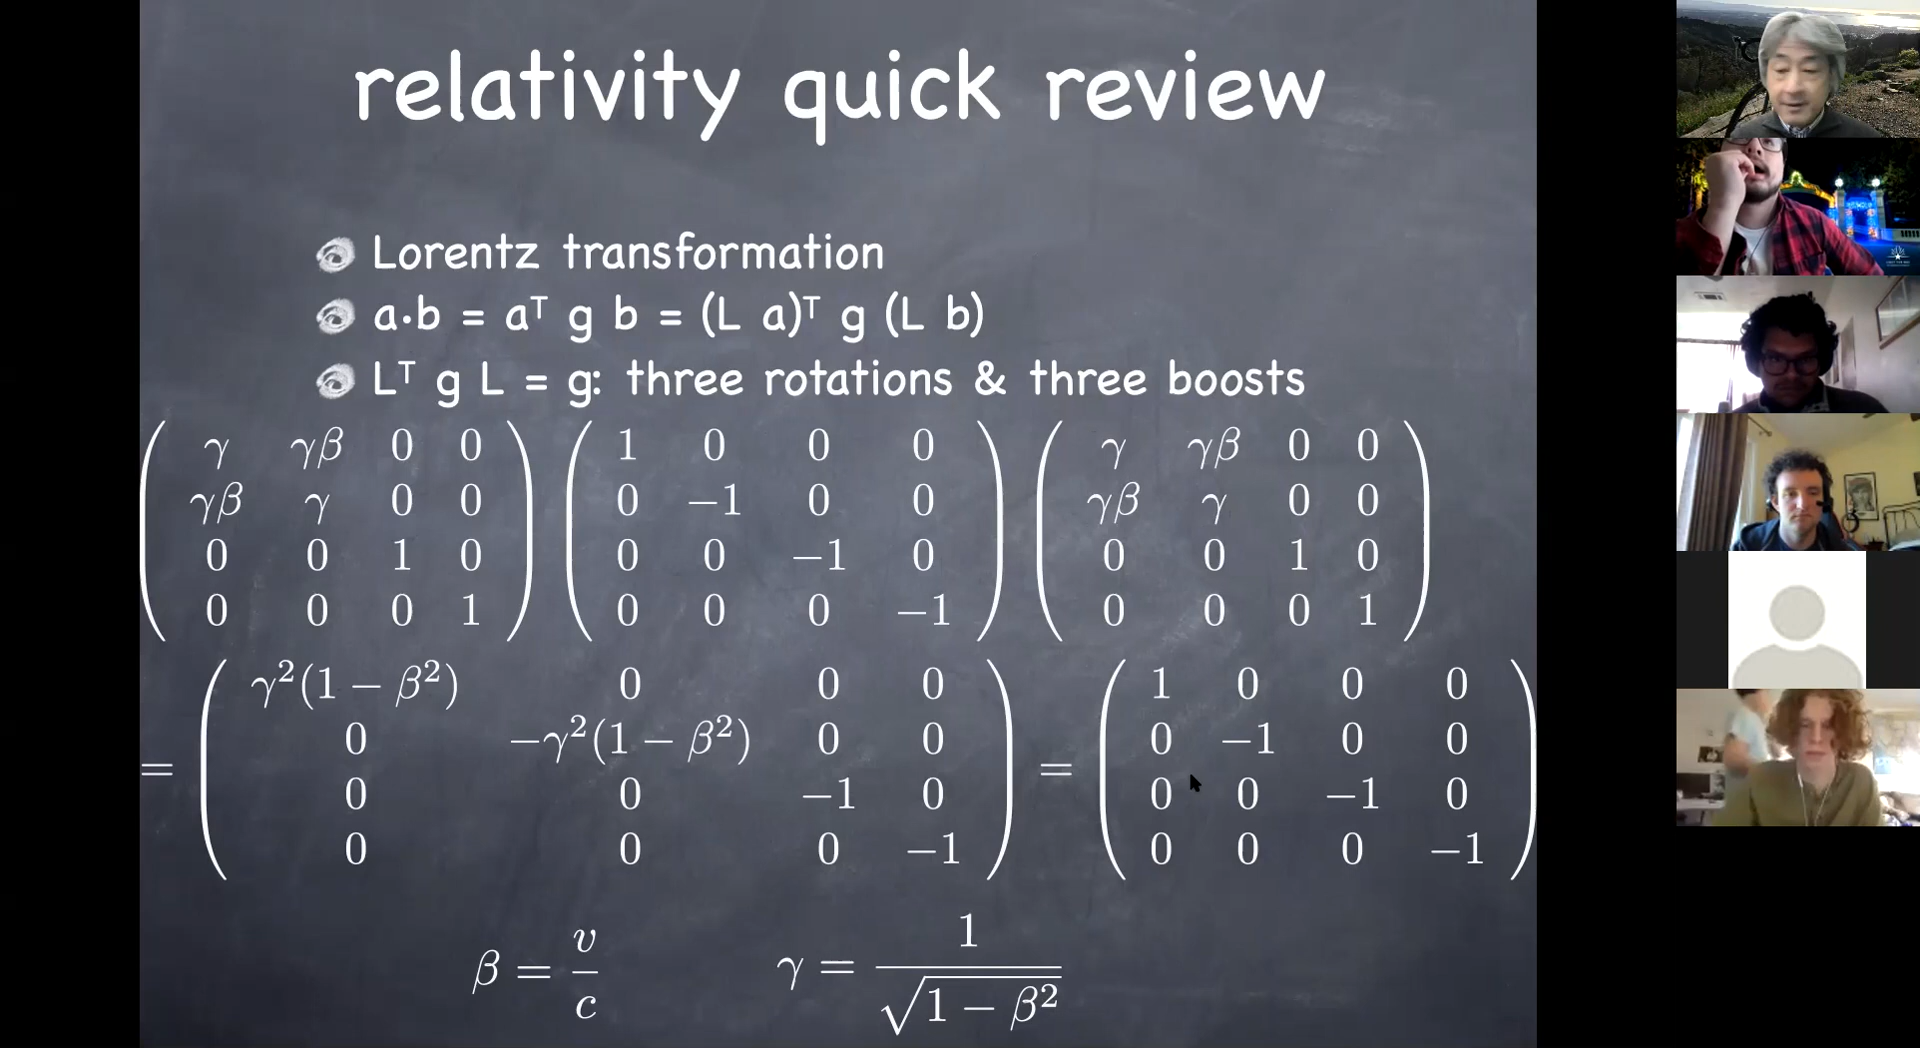 relativity quick review
Lorentz transformation
a·b = aᵀ g b = (L a)ᵀ g (L b)
Lᵀ g L = g: three rotations & three boosts
( γ γβ 0 0 ) ( 1 0 0 0 ) ( γ γβ 0 0 )
( γβ γ 0 0 ) ( 0 −1 0 0 ) ( γβ γ 0 0 )
( 0 0 1 0 ) ( 0 0 −1 0 ) ( 0 0 1 0 )
( 0 0 0 1 ) ( 0 0 0 −1 ) ( 0 0 0 1 )
= ( γ²(1 − β²) 0 0 0 ) = ( 1 0 0 0 )
( 0 −γ²(1 − β²) 0 0 ) ( 0 −1 0 0 )
( 0 0 −1 0 ) ( 0 0 −1 0 )
( 0 0 0 −1 ) ( 0 0 0 −1 )
β = v/c γ = 1/√(1 − β²)